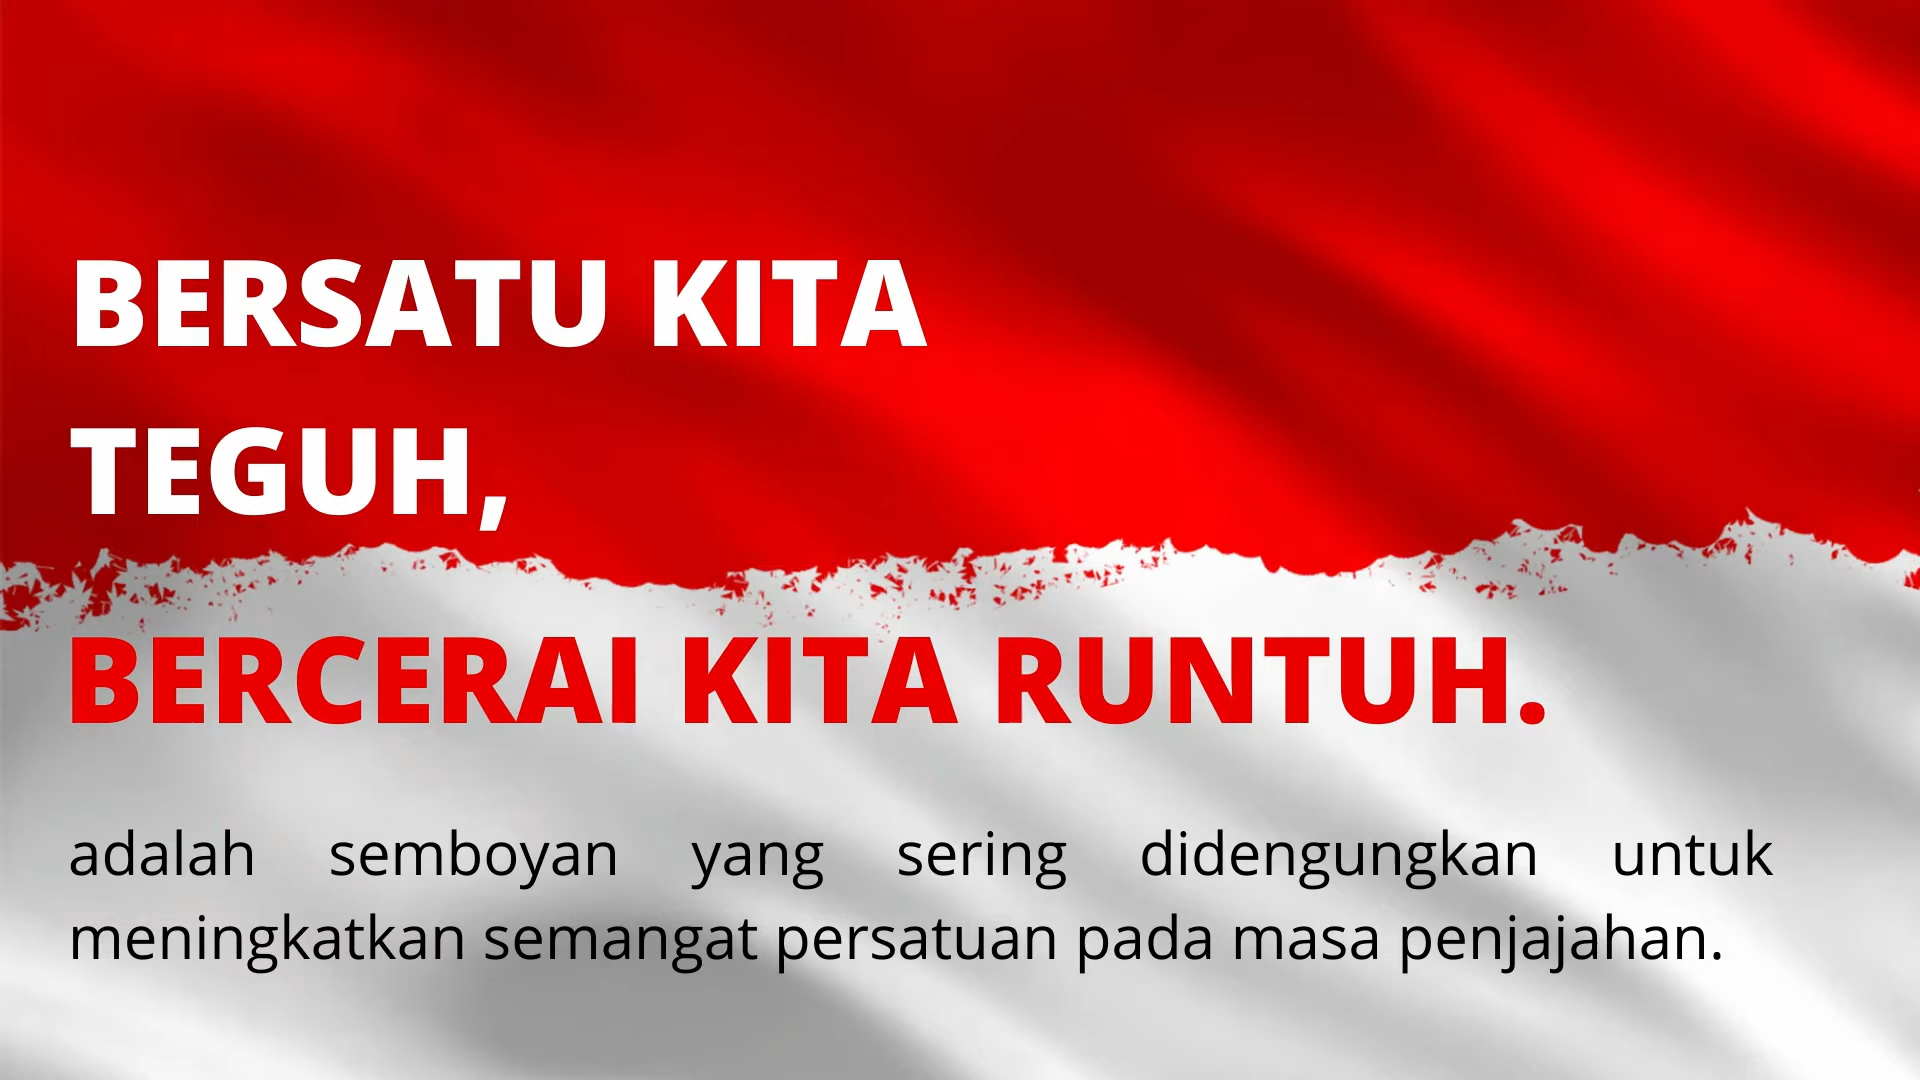 BERSATU KITA
TEGUH,
BERCERAI KITA RUNTUH.
adalah semboyan yang sering didengungkan untuk
meningkatkan semangat persatuan pada masa penjajahan.